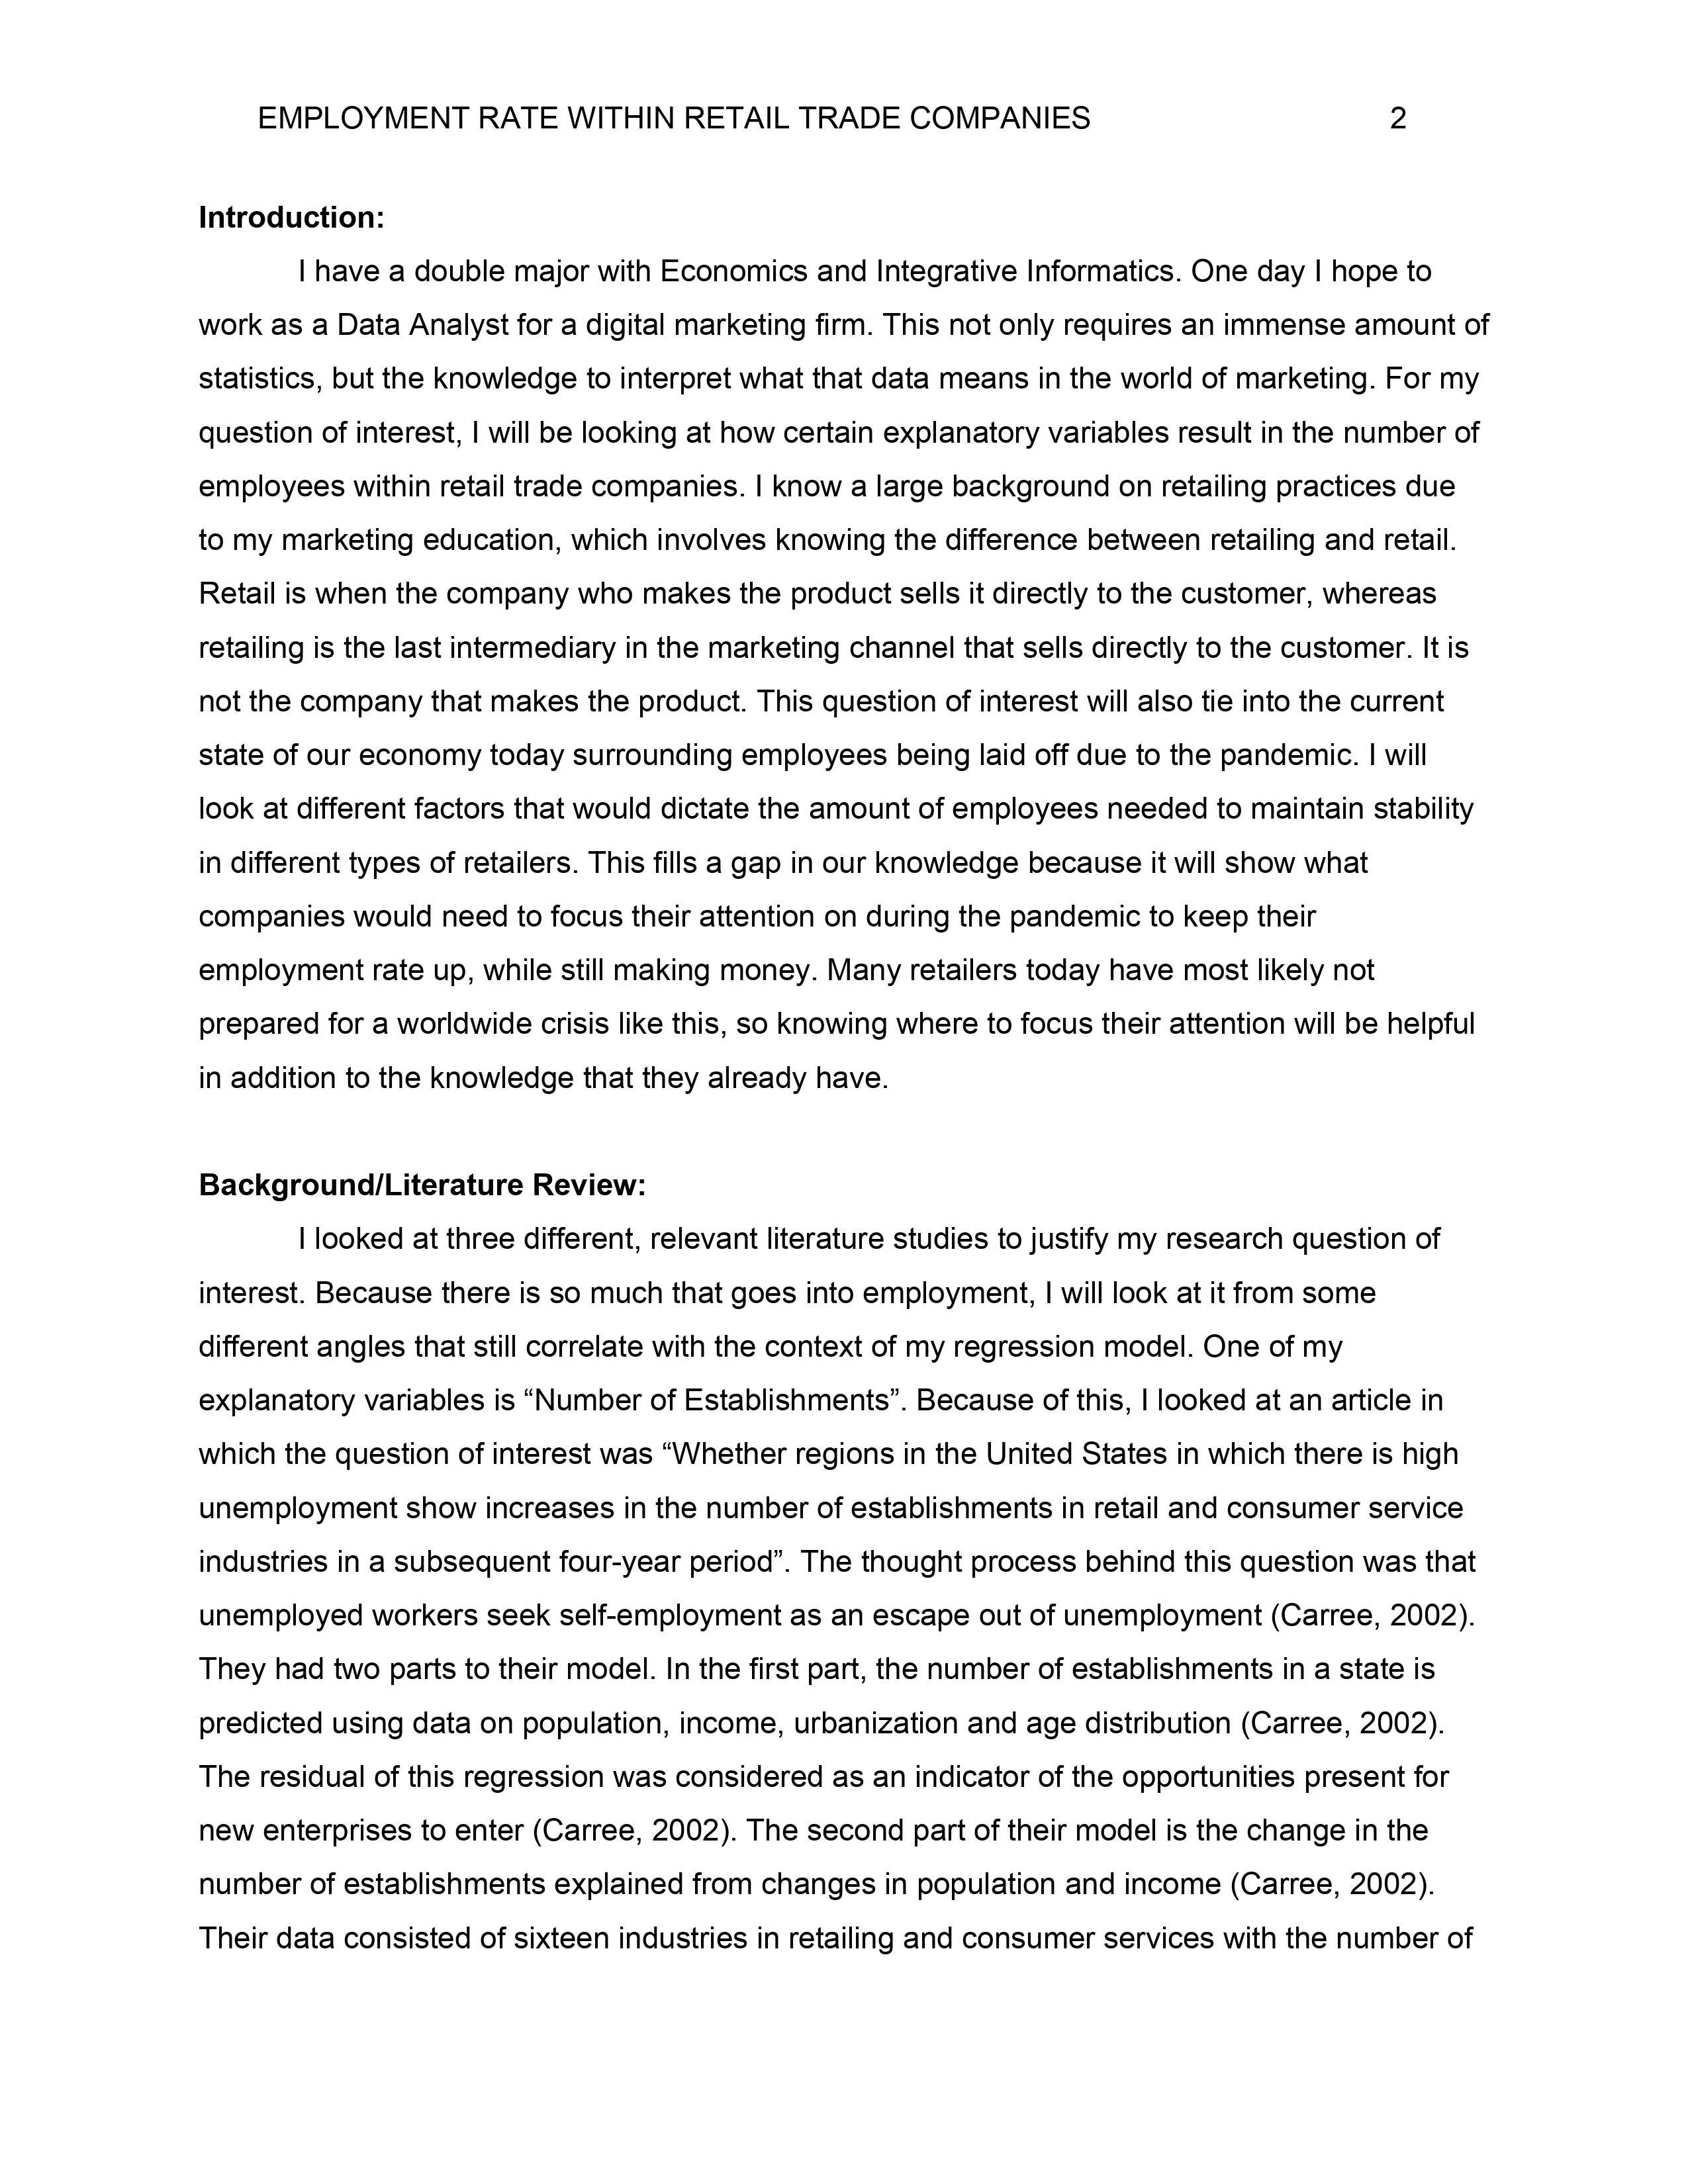 EMPLOYMENT RATE WITHIN RETAIL TRADE COMPANIES 2
Introduction:
I have a double major with Economics and Integrative Informatics. One day I hope to
work as a Data Analyst for a digital marketing firm. This not only requires an immense amount of
statistics, but the knowledge to interpret what that data means in the world of marketing. For my
question of interest, I will be looking at how certain explanatory variables result in the number of
employees within retail trade companies. I know a large background on retailing practices due
to my marketing education, which involves knowing the difference between retailing and retail.
Retail is when the company who makes the product sells it directly to the customer, whereas
retailing is the last intermediary in the marketing channel that sells directly to the customer. It is
not the company that makes the product. This question of interest will also tie into the current
state of our economy today surrounding employees being laid off due to the pandemic. I will
look at different factors that would dictate the amount of employees needed to maintain stability
in different types of retailers. This fills a gap in our knowledge because it will show what
companies would need to focus their attention on during the pandemic to keep their
employment rate up, while still making money. Many retailers today have most likely not
prepared for a worldwide crisis like this, so knowing where to focus their attention will be helpful
in addition to the knowledge that they already have.
Background/Literature Review:
I looked at three different, relevant literature studies to justify my research question of
interest. Because there is so much that goes into employment, I will look at it from some
different angles that still correlate with the context of my regression model. One of my
explanatory variables is “Number of Establishments”. Because of this, I looked at an article in
which the question of interest was “Whether regions in the United States in which there is high
unemployment show increases in the number of establishments in retail and consumer service
industries in a subsequent four-year period”. The thought process behind this question was that
unemployed workers seek self-employment as an escape out of unemployment (Carree, 2002).
They had two parts to their model. In the first part, the number of establishments in a state is
predicted using data on population, income, urbanization and age distribution (Carree, 2002).
The residual of this regression was considered as an indicator of the opportunities present for
new enterprises to enter (Carree, 2002). The second part of their model is the change in the
number of establishments explained from changes in population and income (Carree, 2002).
Their data consisted of sixteen industries in retailing and consumer services with the number of